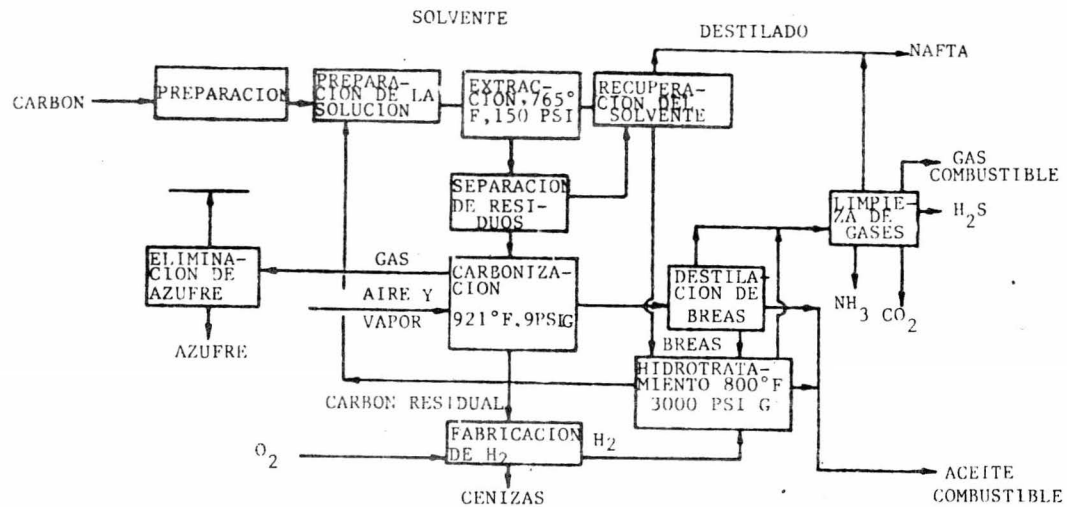 SOLVENTE
DESTILADO
NAFTA
CARBON
PREPARACION
PREPARA-
CION DE LA
SOLUCION
EXTRAC-
CION,765°
F,150 PSI
RECUPERA-
CION DEL
SOLVENTE
GAS
COMBUSTIBLE
SEPARACION
DE RESI-
DUOS
LIMPIE-
ZA DE
GASES
H2S
ELIMINA-
CION DE
AZUFRE
GAS
CARBONIZA-
CION
921°F.9PSIG
AIRE Y
VAPOR
DESTILA-
CION DE
BREAS
NH3 CO2
AZUFRE
BREAS
HIDROTRATA-
MIENTO 800°F
3000 PSI G
CARBON RESIDUAL
O2
FABRICACION
DE H2
H2
CENIZAS
ACEITE
COMBUSTIBLE